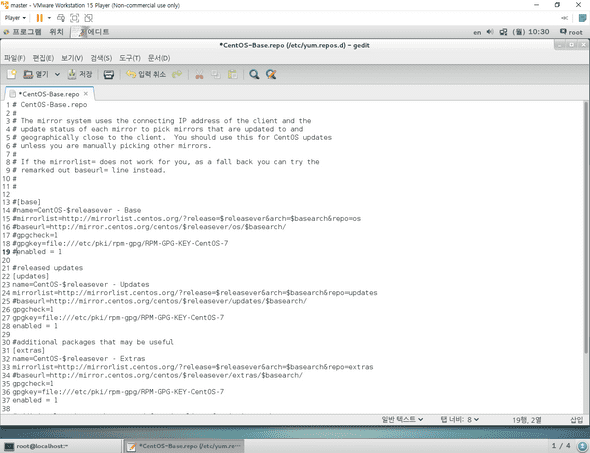 master - VMware Workstation 15 Player (Non-commercial use only)
Player
프로그램 위치 지에디트
en (월) 10:30 root
*CentOS-Base.repo (/etc/yum.repos.d) – gedit
파일(F) 편집(E) 보기(V) 검색(S) 도구(T) 문서(D)
열기 저장 입력 취소
*CentOS-Base.repo ×
1 # CentOS-Base.repo
2 #
3 # The mirror system uses the connecting IP address of the client and the
4 # update status of each mirror to pick mirrors that are updated to and
5 # geographically close to the client. You should use this for CentOS updates
6 # unless you are manually picking other mirrors.
7 #
8 # If the mirrorlist= does not work for you, as a fall back you can try the
9 # remarked out baseurl= line instead.
10 #
11 #
12
13 #[base]
14 #name=CentOS-$releasever - Base
15 #mirrorlist=http://mirrorlist.centos.org/?release=$releasever&arch=$basearch&repo=os
16 #baseurl=http://mirror.centos.org/centos/$releasever/os/$basearch/
17 #gpgcheck=1
18 #gpgkey=file:///etc/pki/rpm-gpg/RPM-GPG-KEY-CentOS-7
19 #enabled = 1
20
21 #released updates
22 [updates]
23 name=CentOS-$releasever - Updates
24 mirrorlist=http://mirrorlist.centos.org/?release=$releasever&arch=$basearch&repo=updates
25 #baseurl=http://mirror.centos.org/centos/$releasever/updates/$basearch/
26 gpgcheck=1
27 gpgkey=file:///etc/pki/rpm-gpg/RPM-GPG-KEY-CentOS-7
28 enabled = 1
29
30 #additional packages that may be useful
31 [extras]
32 name=CentOS-$releasever - Extras
33 mirrorlist=http://mirrorlist.centos.org/?release=$releasever&arch=$basearch&repo=extras
34 #baseurl=http://mirror.centos.org/centos/$releasever/extras/$basearch/
35 gpgcheck=1
36 gpgkey=file:///etc/pki/rpm-gpg/RPM-GPG-KEY-CentOS-7
37 enabled = 1
38
일반 텍스트 탭 너비: 8 19행, 2열 삽입
root@localhost:~ *CentOS-Base.repo (/etc/yum.re… 1 / 4